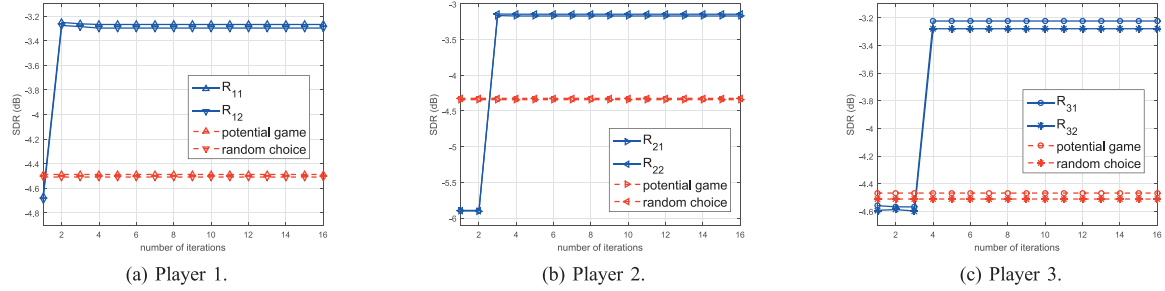 -3.2
-3.4
-3.6
-3.8
-4
-4.2
-4.4
-4.6
-4.8
SDR (dB)
R11
R12
potential game
random choice
2 4 6 8 10 12 14 16
number of iterations
(a) Player 1.
-3
-3.5
-4
-4.5
-5
-5.5
-6
SDR (dB)
R21
R22
potential game
random choice
2 4 6 8 10 12 14 16
number of iterations
(b) Player 2.
-3.2
-3.4
-3.6
-3.8
-4
-4.2
-4.4
-4.6
SDR (dB)
R31
R32
potential game
random choice
2 4 6 8 10 12 14 16
number of iterations
(c) Player 3.